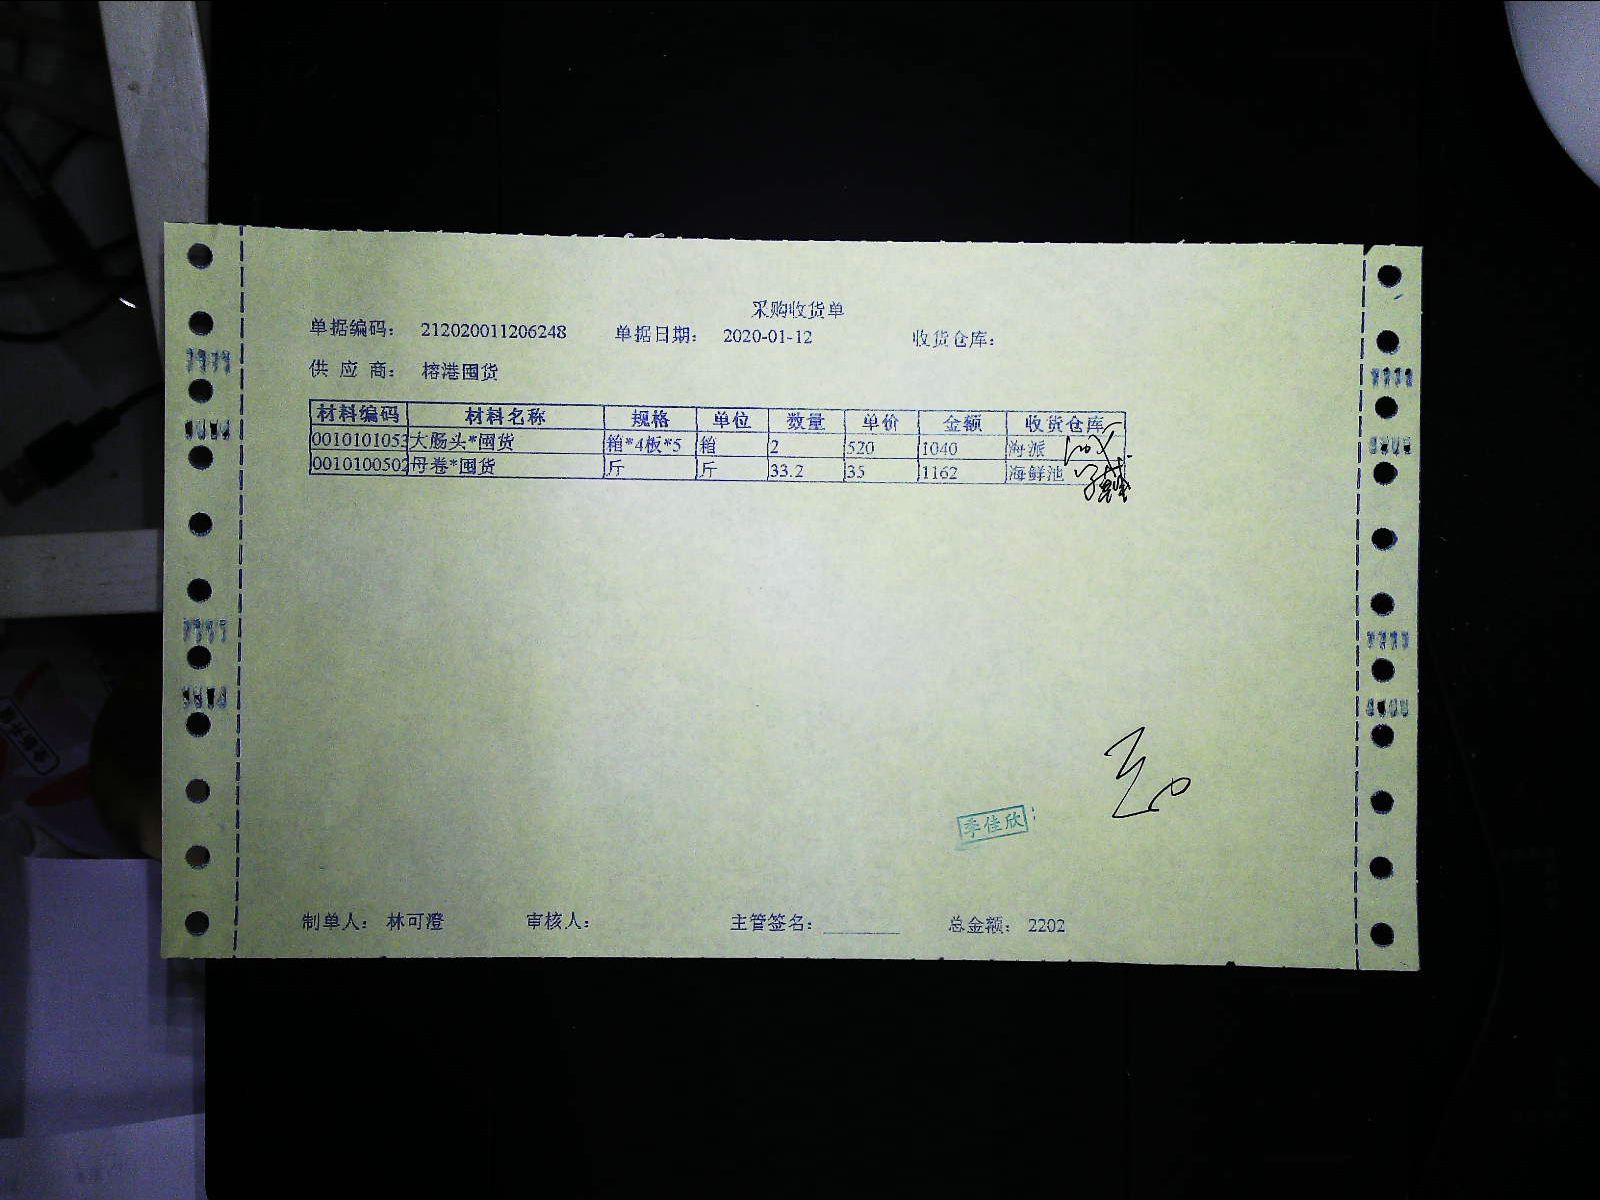 采购收货单
单据编码： 212020011206248 单据日期： 2020-01-12 收货仓库：
供 应 商： 榕港囤货
材料编码 材料名称 规格 单位 数量 单价 金额 收货仓库
0010101053 大肠头*囤货 箱*4板*5 箱 2 520 1040 海派
0010100502 母卷*囤货 斤 斤 33.2 35 1162 海鲜池
季佳欣
制单人： 林可澄 审核人： 主管签名： 总金额： 2202